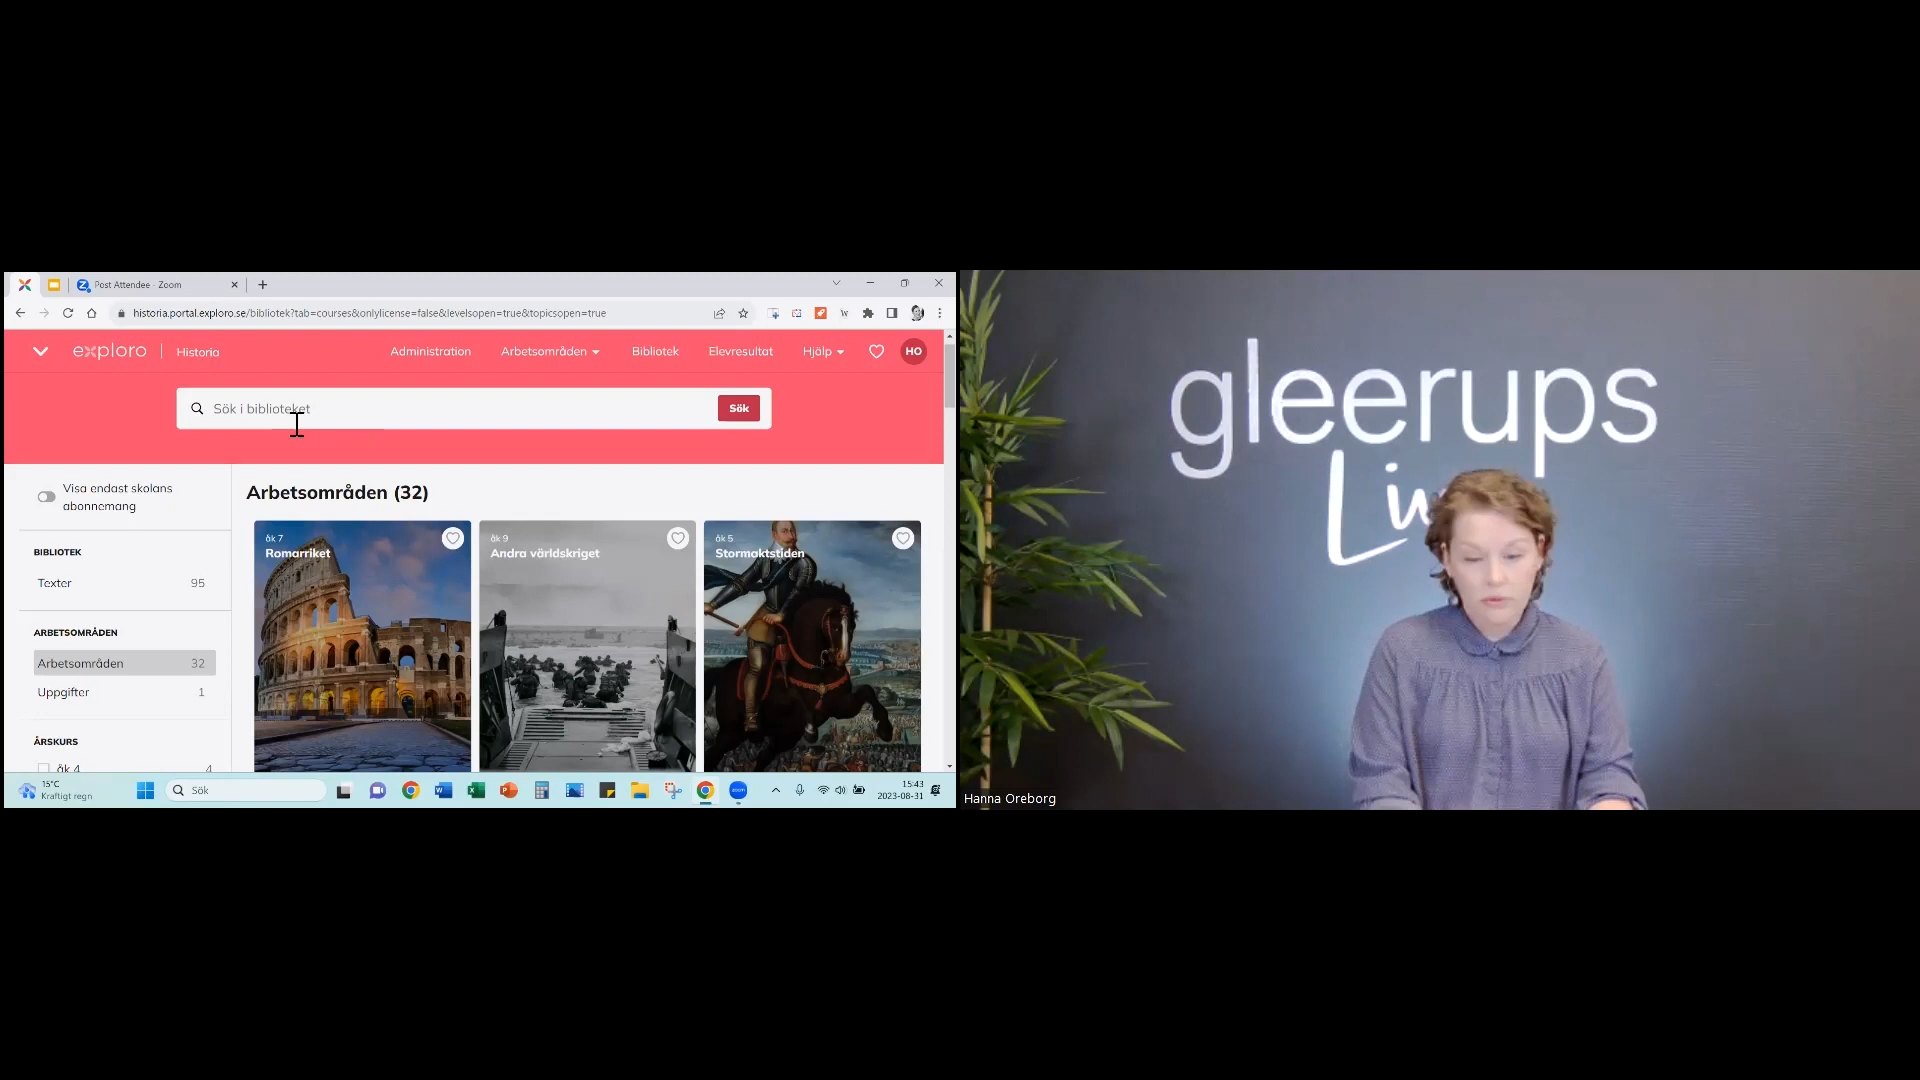 Post Attendee - Zoom
historia.portal.exploro.se/bibliotek?tab=courses&onlylicense=false&levelsopen=true&topicsopen=true
exploro
Historia
Administration
Arbetsområden
Bibliotek
Elevresultat
Hjälp
HO
Sök i biblioteket
Sök
Visa endast skolans
abonnemang
BIBLIOTEK
Texter 95
ARBETSOMRÅDEN
Arbetsområden 32
Uppgifter 1
ÅRSKURS
åk 4 4
Arbetsområden (32)
åk 7
Romarriket
åk 9
Andra världskriget
åk 5
Stormaktstiden
15°C
Kraftigt regn
Sök
15:43
2023-08-31
gleerups
Hanna Oreborg